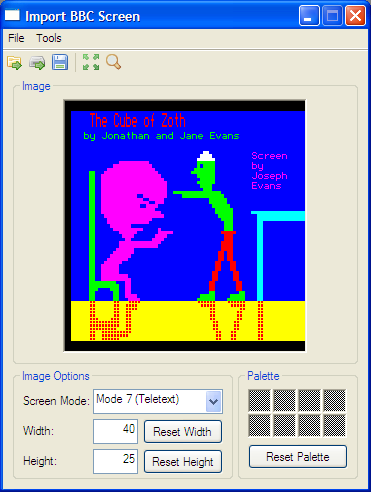 Import BBC Screen
File Tools
Image
The Cube of Zoth
by Jonathan and Jane Evans
Screen
by
Joseph
Evans
Image Options
Screen Mode: Mode 7 (Teletext)
Width: 40 Reset Width
Height: 25 Reset Height
Palette
Reset Palette